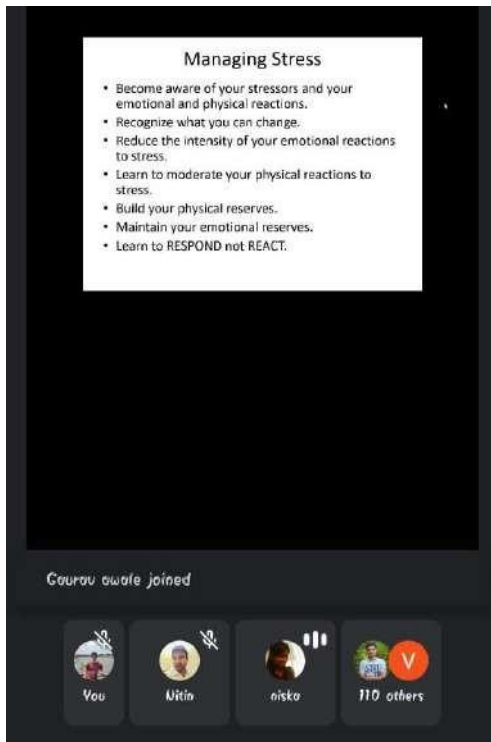 Managing Stress
• Become aware of your stressors and your
emotional and physical reactions.
• Recognize what you can change.
• Reduce the intensity of your emotional reactions
to stress.
• Learn to moderate your physical reactions to
stress.
• Build your physical reserves.
• Maintain your emotional reserves.
• Learn to RESPOND not REACT.
Gaurav awale joined
V
You
Nitin
niska
110 others